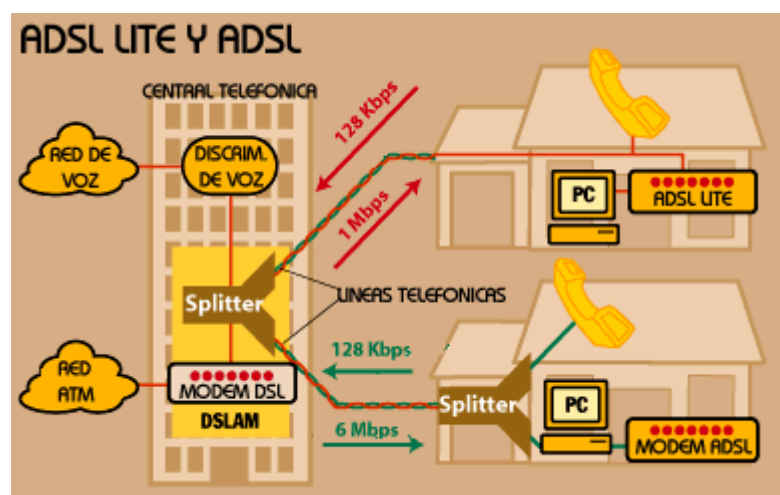 ADSL LITE Y ADSL
CENTRAL TELEFONICA
RED DE
VOZ
DISCRIM.
DE VOZ
128 Kbps
1 Mbps
PC
ADSL LITE
Splitter
LINEAS TELEFONICAS
RED
ATM
MODEM DSL
DSLAM
128 Kbps
6 Mbps
Splitter
PC
MODEM ADSL